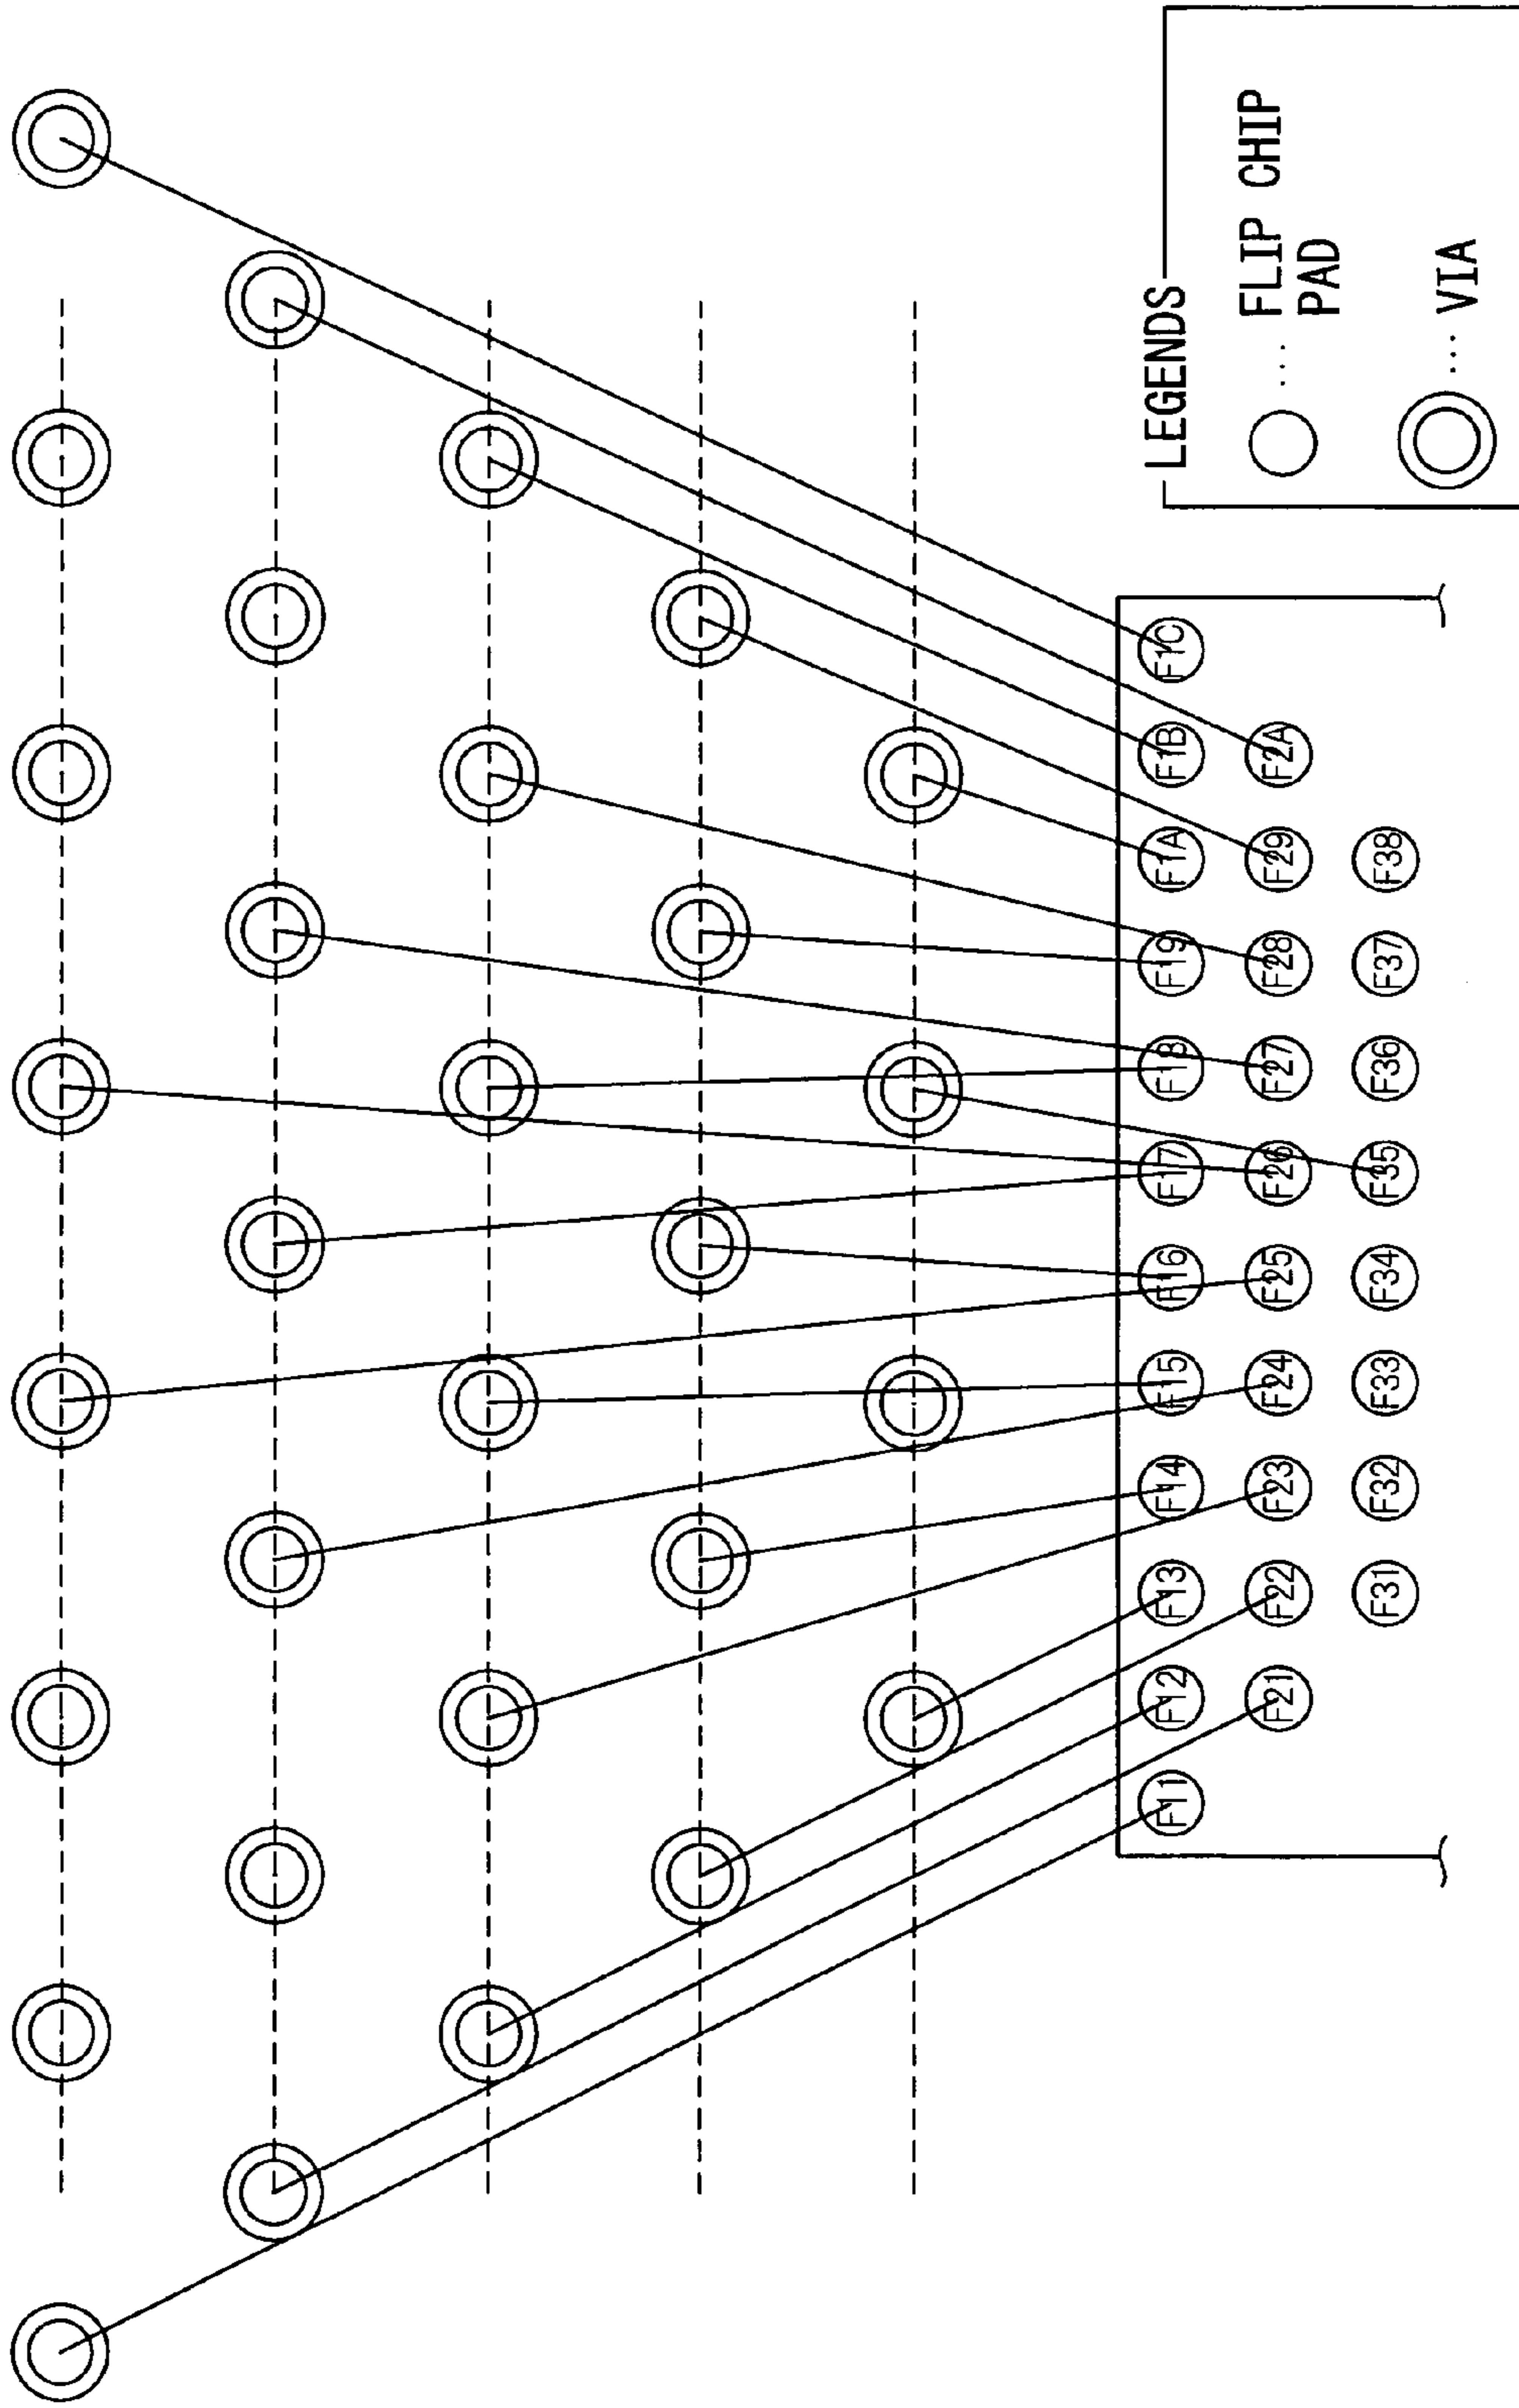 F11
F12
F13
F14
F15
F16
F17
F18
F19
F1A
F1B
F1C
F21
F22
F23
F24
F25
F26
F27
F28
F29
F2A
F31
F32
F33
F34
F35
F36
F37
F38
LEGENDS
... FLIP CHIP
PAD
... VIA